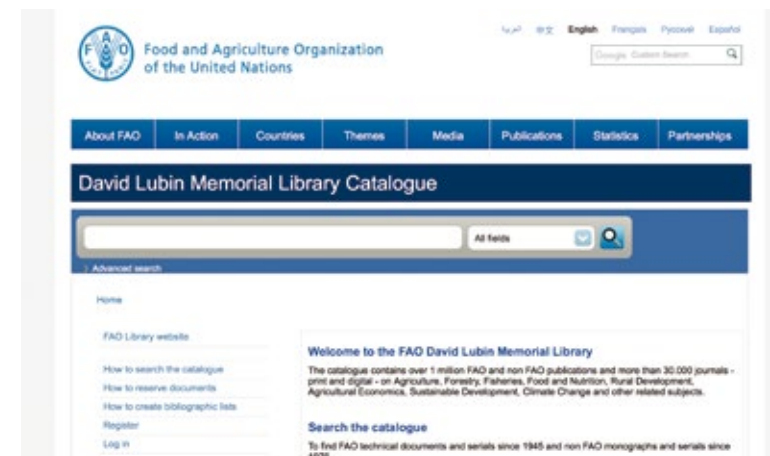 العربية 中文 English Français Русский Español
Food and Agriculture Organization
of the United Nations
Google Custom Search
About FAO In Action Countries Themes Media Publications Statistics Partnerships
David Lubin Memorial Library Catalogue
All fields
Advanced search
Home
FAO Library website
How to search the catalogue
How to reserve documents
How to create bibliographic lists
Register
Log in
Welcome to the FAO David Lubin Memorial Library
The catalogue contains over 1 million FAO and non FAO publications and more than 30.000 journals -
print and digital - on Agriculture, Forestry, Fisheries, Food and Nutrition, Rural Development,
Agricultural Economics, Sustainable Development, Climate Change and other related subjects.
Search the catalogue
To find FAO technical documents and serials since 1945 and non FAO monographs and serials since